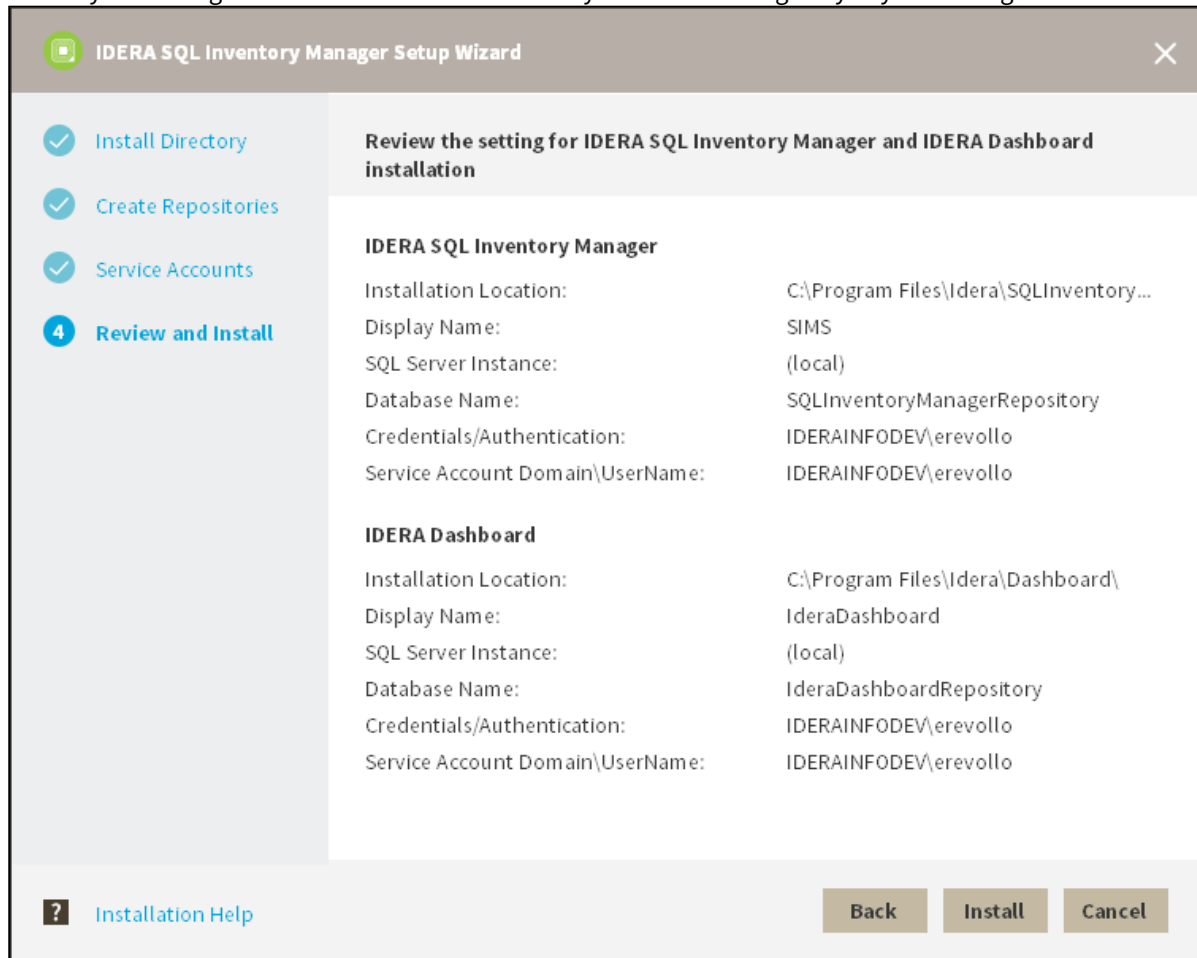 IDERA SQL Inventory Manager Setup Wizard
Install Directory
Create Repositories
Service Accounts
4 Review and Install
Review the setting for IDERA SQL Inventory Manager and IDERA Dashboard
installation
IDERA SQL Inventory Manager
Installation Location: C:\Program Files\Idera\SQLInventory...
Display Name: SIMS
SQL Server Instance: (local)
Database Name: SQLInventoryManagerRepository
Credentials/Authentication: IDERAINFODEV\erevollo
Service Account Domain\UserName: IDERAINFODEV\erevollo
IDERA Dashboard
Installation Location: C:\Program Files\Idera\Dashboard\
Display Name: IderaDashboard
SQL Server Instance: (local)
Database Name: IderaDashboardRepository
Credentials/Authentication: IDERAINFODEV\erevollo
Service Account Domain\UserName: IDERAINFODEV\erevollo
? Installation Help
Back Install Cancel